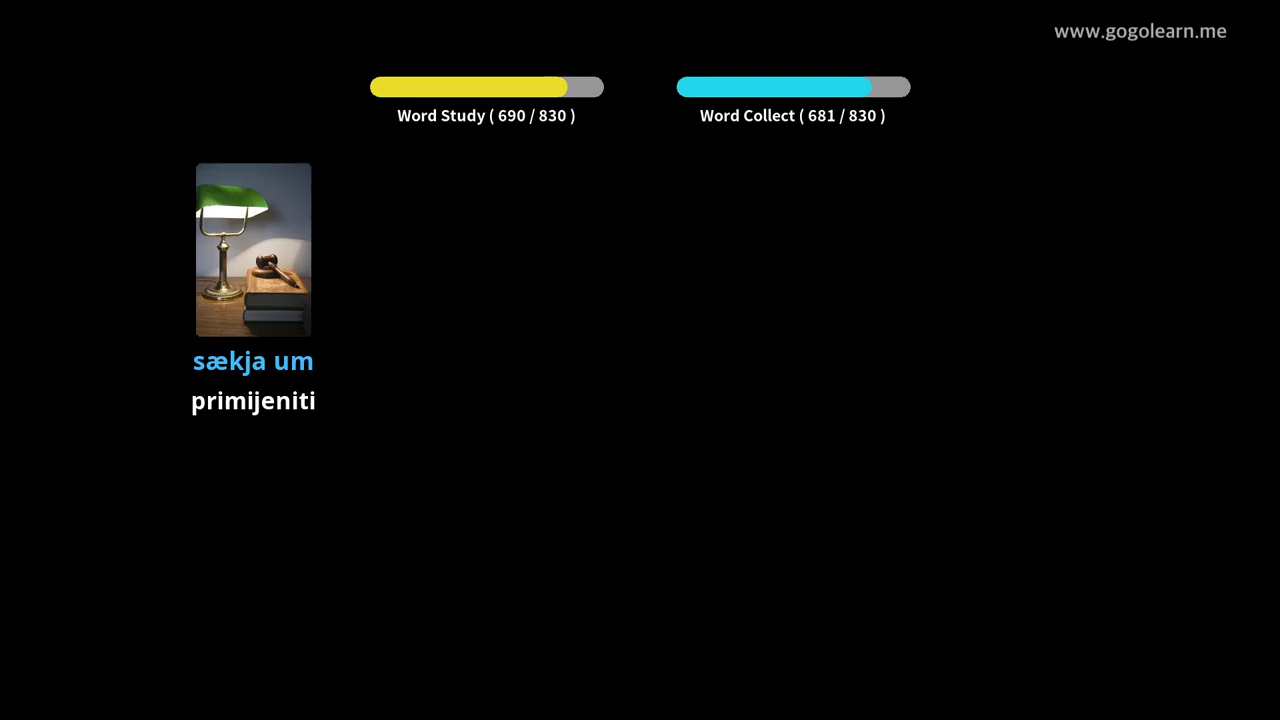 www.gogolearn.me
Word Study ( 690 / 830 )
Word Collect ( 681 / 830 )
sækja um
primijeniti